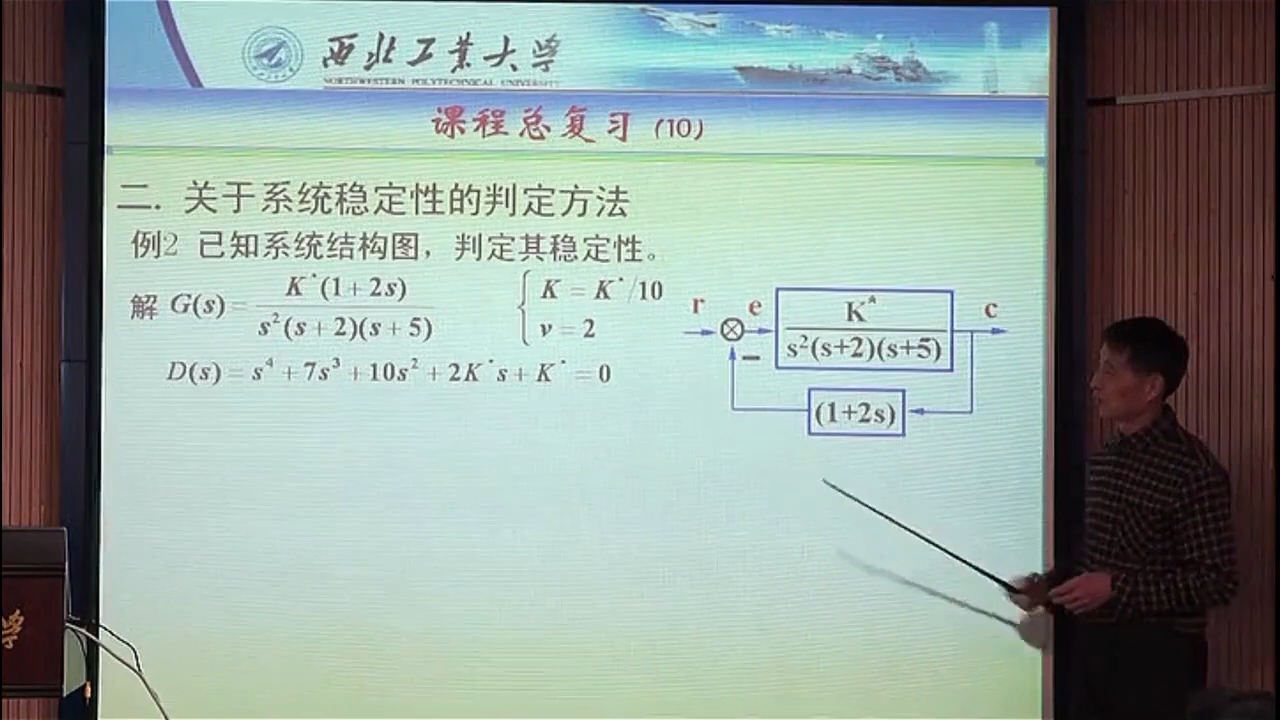 西北工业大学
NORTHWESTERN POLYTECHNICAL UNIVERSITY
课程总复习 (10)
二. 关于系统稳定性的判定方法
例2 已知系统结构图，判定其稳定性。
解 G(s) = K*(1+2s) / s²(s+2)(s+5) { K = K*/10
v = 2
D(s) = s⁴ + 7s³ + 10s² + 2K*s + K* = 0
r e K* / s²(s+2)(s+5) c
−
(1+2s)
学